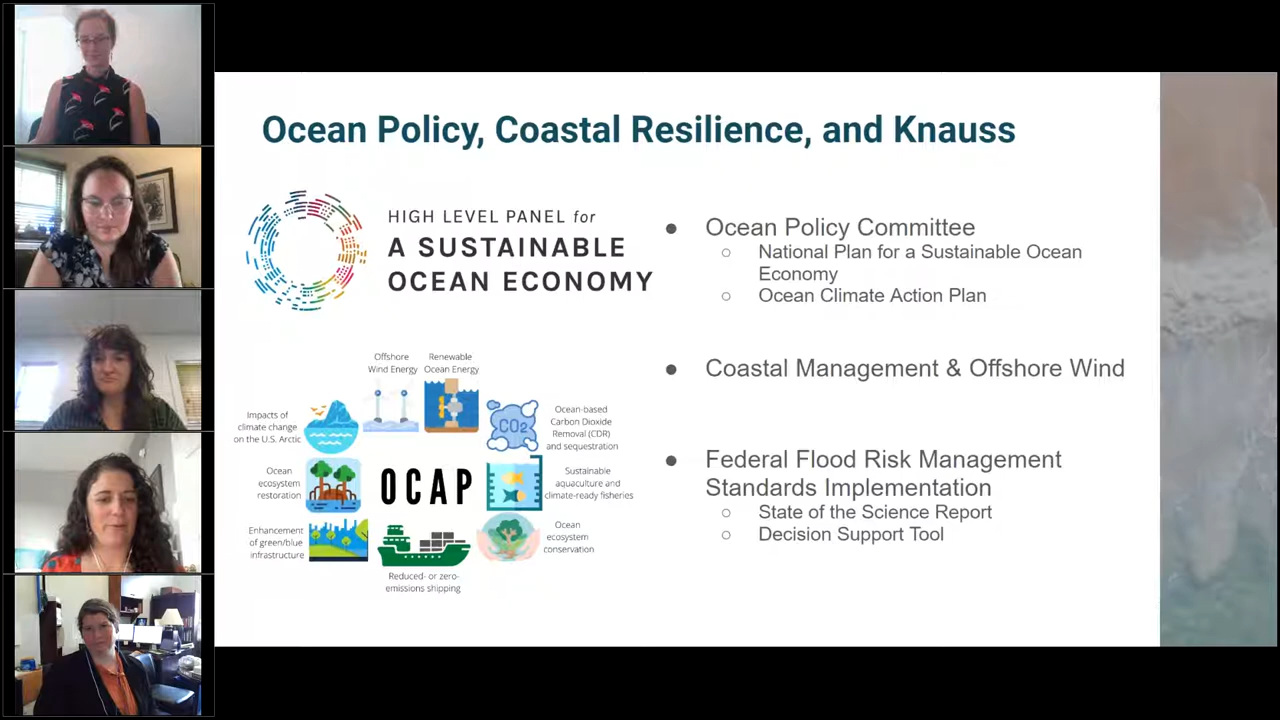 Ocean Policy, Coastal Resilience, and Knauss
HIGH LEVEL PANEL for
A SUSTAINABLE
OCEAN ECONOMY
Offshore
Wind Energy
Renewable
Ocean Energy
Impacts of
climate change
on the U.S. Arctic
CO₂
Ocean-based
Carbon Dioxide
Removal (CDR)
and sequestration
Ocean
ecosystem
restoration
OCAP
Sustainable
aquaculture and
climate-ready fisheries
Enhancement
of green/blue
infrastructure
Ocean
ecosystem
conservation
Reduced- or zero-
emissions shipping
● Ocean Policy Committee
○ National Plan for a Sustainable Ocean
Economy
○ Ocean Climate Action Plan
● Coastal Management & Offshore Wind
● Federal Flood Risk Management
Standards Implementation
○ State of the Science Report
○ Decision Support Tool